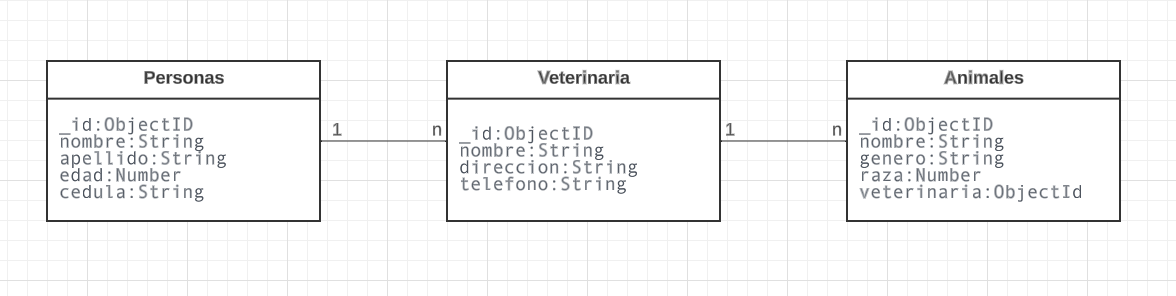 Personas
_id:ObjectID
nombre:String
apellido:String
edad:Number
cedula:String
1
n
Veterinaria
_id:ObjectID
nombre:String
direccion:String
telefono:String
1
n
Animales
_id:ObjectID
nombre:String
genero:String
raza:Number
veterinaria:ObjectId